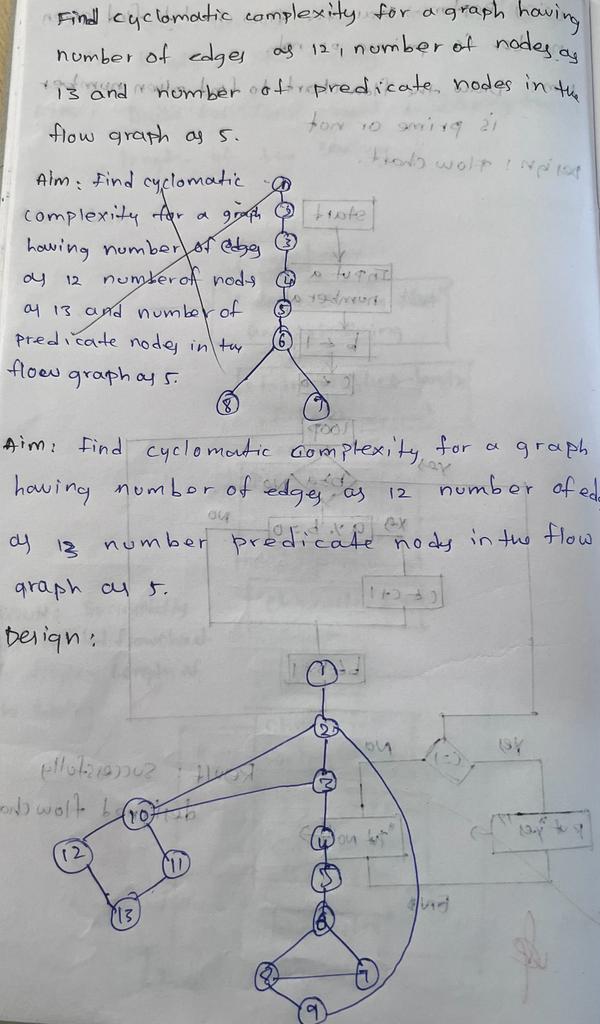 Find cyclomatic complexity for a graph having
number of edges as 12, number of nodes as
13 and number of predicate nodes in the
flow graph as 5.
Aim: Find cyclomatic
complexity for a graph
having number of edges
as 12 number of nods
as 13 and number of
predicate nodes in the
flow graph as 5.
1
3
4
5
6
8
9
Aim: Find cyclomatic complexity for a graph
having number of edges as 12 number of
as 13 number predicate nodes in the flow
graph as 5.
Design:
1
2
3
10
4
12
11
5
13
6
8
7
9